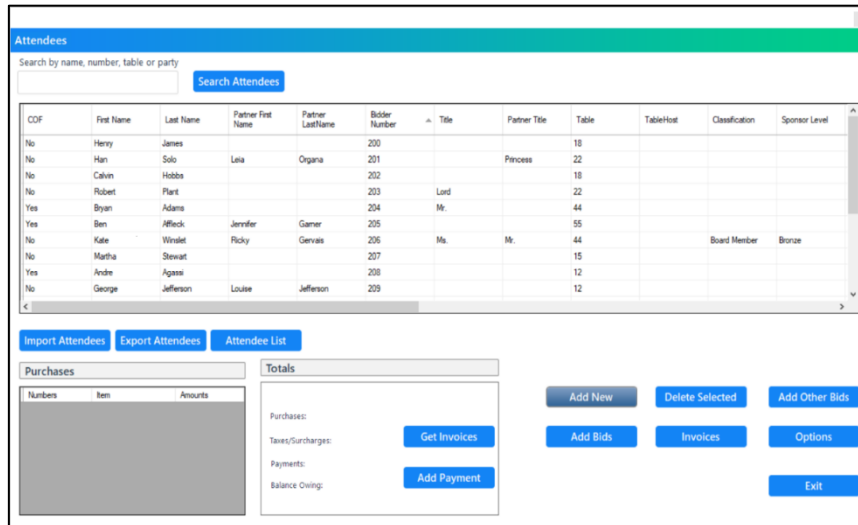 Attendees
Search by name, number, table or party
Search Attendees
COF First Name Last Name Partner First Name Partner LastName Bidder Number Title Partner Title Table TableHost Classification Sponsor Level
No Henry James 200 18
No Han Solo Leia Organa 201 Princess 22
No Calvin Hobbs 202 18
No Robert Plant 203 Lord 22
Yes Bryan Adams 204 Mr. 44
Yes Ben Affleck Jennifer Garner 205 55
No Kate Winslet Ricky Gervais 206 Ms. Mr. 44 Board Member Bronze
No Martha Stewart 207 15
Yes Andre Agassi 208 12
No George Jefferson Louise Jefferson 209 12
Import Attendees Export Attendees Attendee List
Purchases Totals
Numbers Item Amounts
Add New Delete Selected Add Other Bids
Purchases:
Taxes/Surcharges: Get Invoices Add Bids Invoices Options
Payments:
Balance Owing: Add Payment Exit